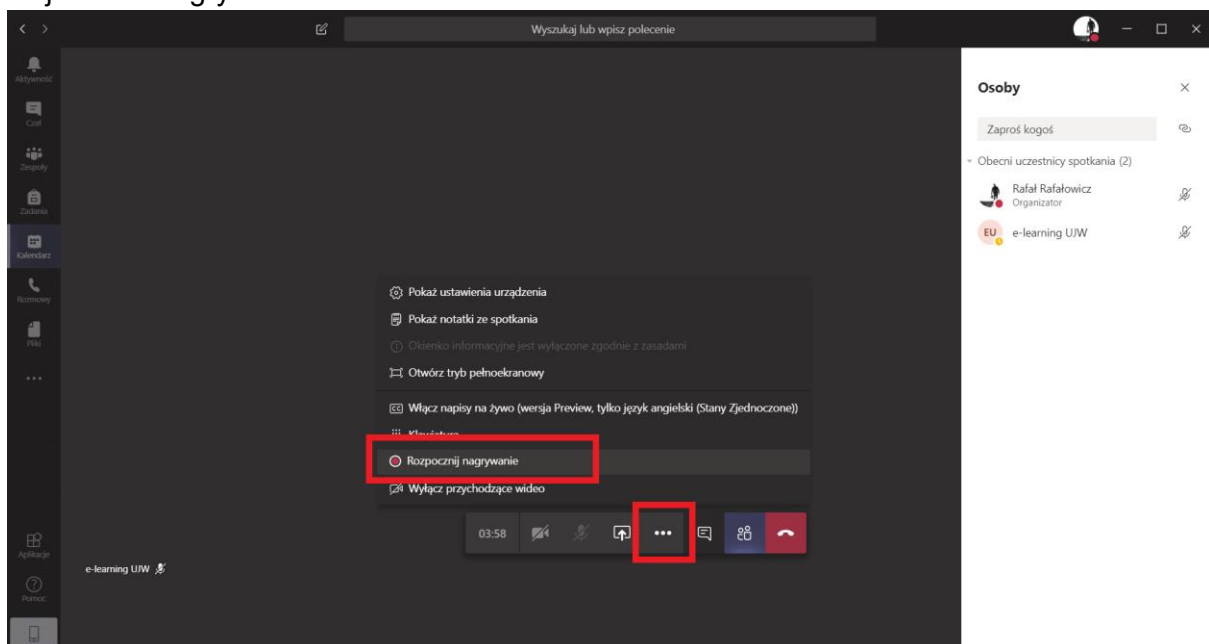 Wyszukaj lub wpisz polecenie
Aktywność
Czat
Zespoły
Zadania
Kalendarz
Rozmowy
Pliki
Aplikacje
Pomoc
Osoby
Zaproś kogoś
Obecni uczestnicy spotkania (2)
Rafał Rafałowicz
Organizator
EU e-learning UJW
Pokaż ustawienia urządzenia
Pokaż notatki ze spotkania
Okienko informacyjne jest wyłączone zgodnie z zasadami
Otwórz tryb pełnoekranowy
CC Włącz napisy na żywo (wersja Preview, tylko język angielski (Stany Zjednoczone))
Klawiatura
Rozpocznij nagrywanie
Wyłącz przychodzące wideo
03:58
e-learning UJW